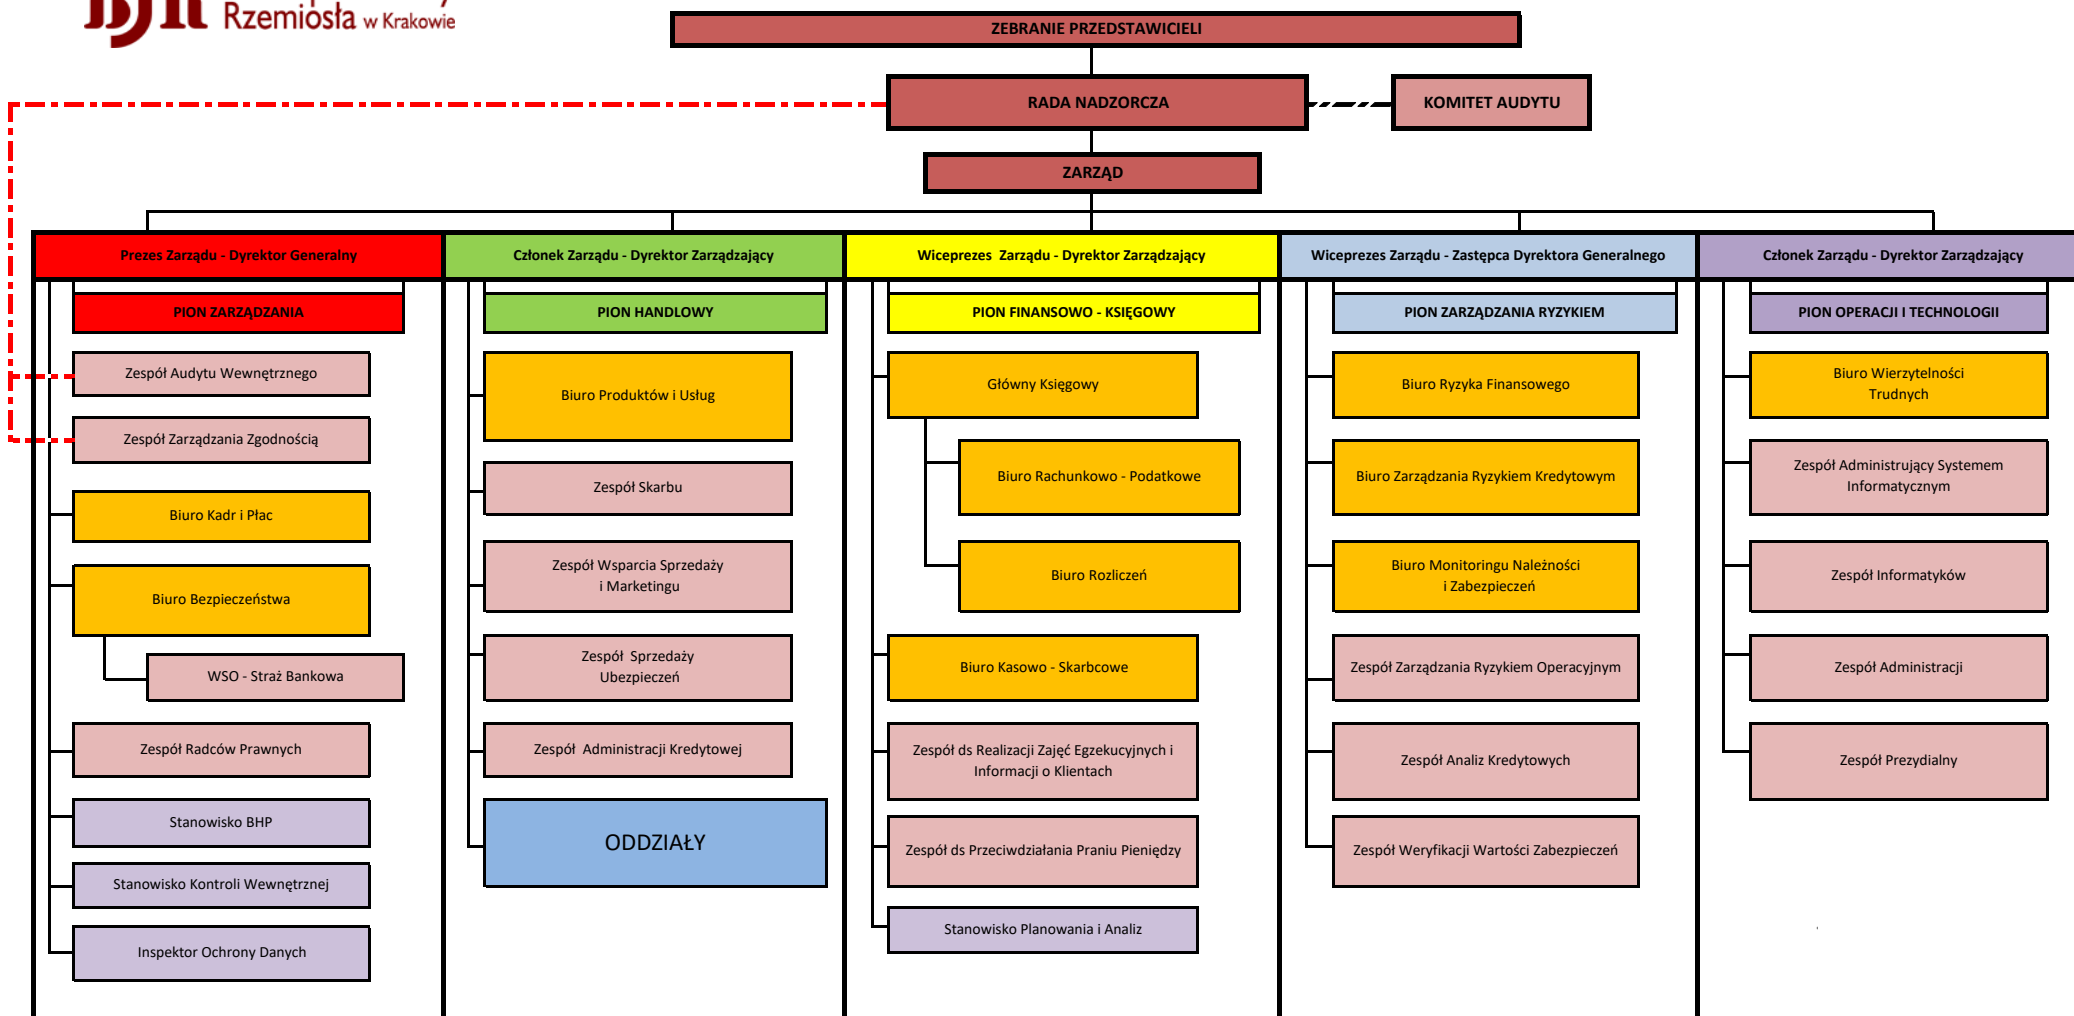 Rzemiosła w Krakowie
ZEBRANIE PRZEDSTAWICIELI
RADA NADZORCZA
KOMITET AUDYTU
ZARZĄD
Prezes Zarządu - Dyrektor Generalny
PION ZARZĄDZANIA
Zespół Audytu Wewnętrznego
Zespół Zarządzania Zgodnością
Biuro Kadr i Płac
Biuro Bezpieczeństwa
WSO - Straż Bankowa
Zespół Radców Prawnych
Stanowisko BHP
Stanowisko Kontroli Wewnętrznej
Inspektor Ochrony Danych
Członek Zarządu - Dyrektor Zarządzający
PION HANDLOWY
Biuro Produktów i Usług
Zespół Skarbu
Zespół Wsparcia Sprzedaży
i Marketingu
Zespół Sprzedaży
Ubezpieczeń
Zespół Administracji Kredytowej
ODDZIAŁY
Wiceprezes Zarządu - Dyrektor Zarządzający
PION FINANSOWO - KSIĘGOWY
Główny Księgowy
Biuro Rachunkowo - Podatkowe
Biuro Rozliczeń
Biuro Kasowo - Skarbcowe
Zespół ds Realizacji Zajęć Egzekucyjnych i
Informacji o Klientach
Zespół ds Przeciwdziałania Praniu Pieniędzy
Stanowisko Planowania i Analiz
Wiceprezes Zarządu - Zastępca Dyrektora Generalnego
PION ZARZĄDZANIA RYZYKIEM
Biuro Ryzyka Finansowego
Biuro Zarządzania Ryzykiem Kredytowym
Biuro Monitoringu Należności
i Zabezpieczeń
Zespół Zarządzania Ryzykiem Operacyjnym
Zespół Analiz Kredytowych
Zespół Weryfikacji Wartości Zabezpieczeń
Członek Zarządu - Dyrektor Zarządzający
PION OPERACJI I TECHNOLOGII
Biuro Wierzytelności
Trudnych
Zespół Administrujący Systemem
Informatycznym
Zespół Informatyków
Zespół Administracji
Zespół Prezydialny